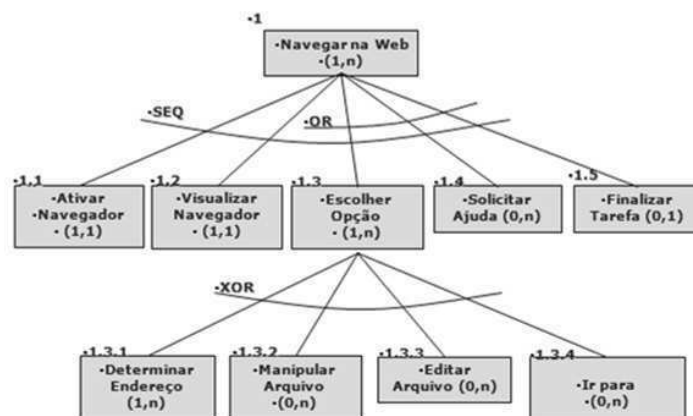 •1
•Navegar na Web
•(1,n)
•SEQ
•OR
•1.1
•Ativar
•Navegador
• (1,1)
•1.2
•Visualizar
Navegador
• (1,1)
•1.3
•Escolher
Opção
• (1,n)
•1.4
•Solicitar
Ajuda (0,n)
•1.5
•Finalizar
Tarefa (0,1)
•XOR
•1.3.1
•Determinar
Endereço
(1,n)
•1.3.2
•Manipular
Arquivo
•(0,n)
•1.3.3
•Editar
Arquivo (0,n)
•1.3.4
•Ir para
•(0,n)